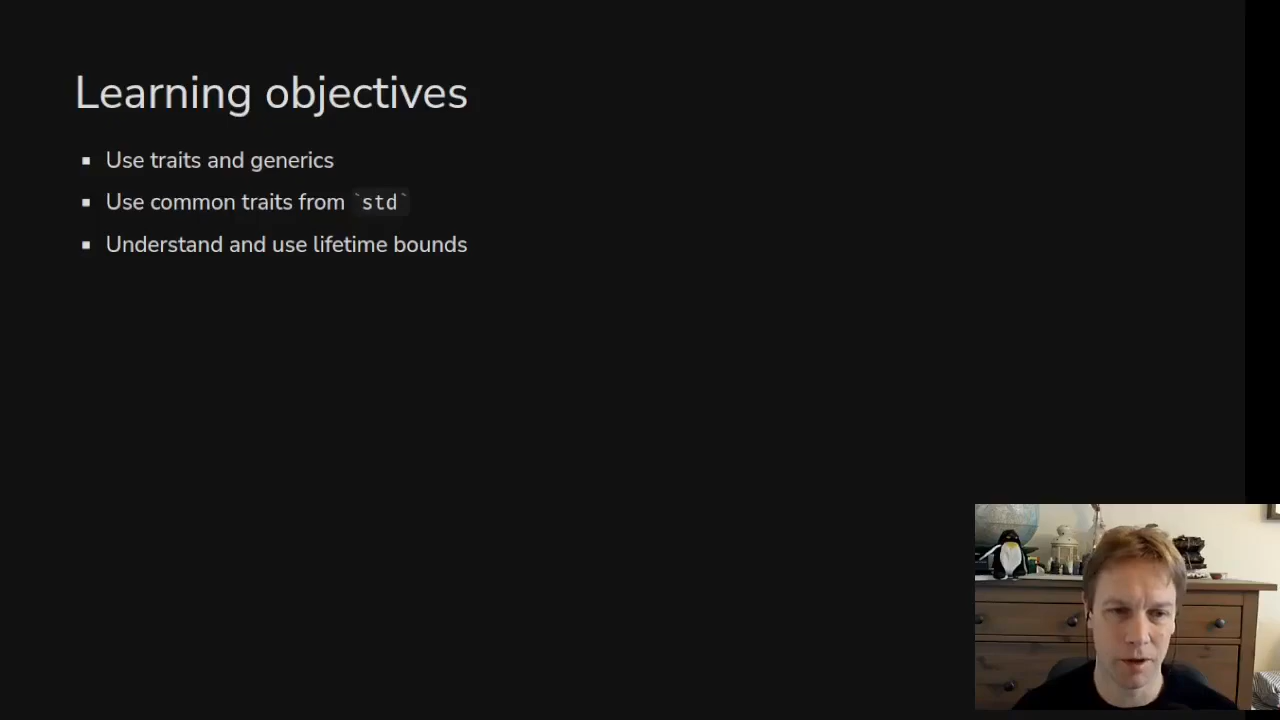 Learning objectives
Use traits and generics
Use common traits from `std`
Understand and use lifetime bounds